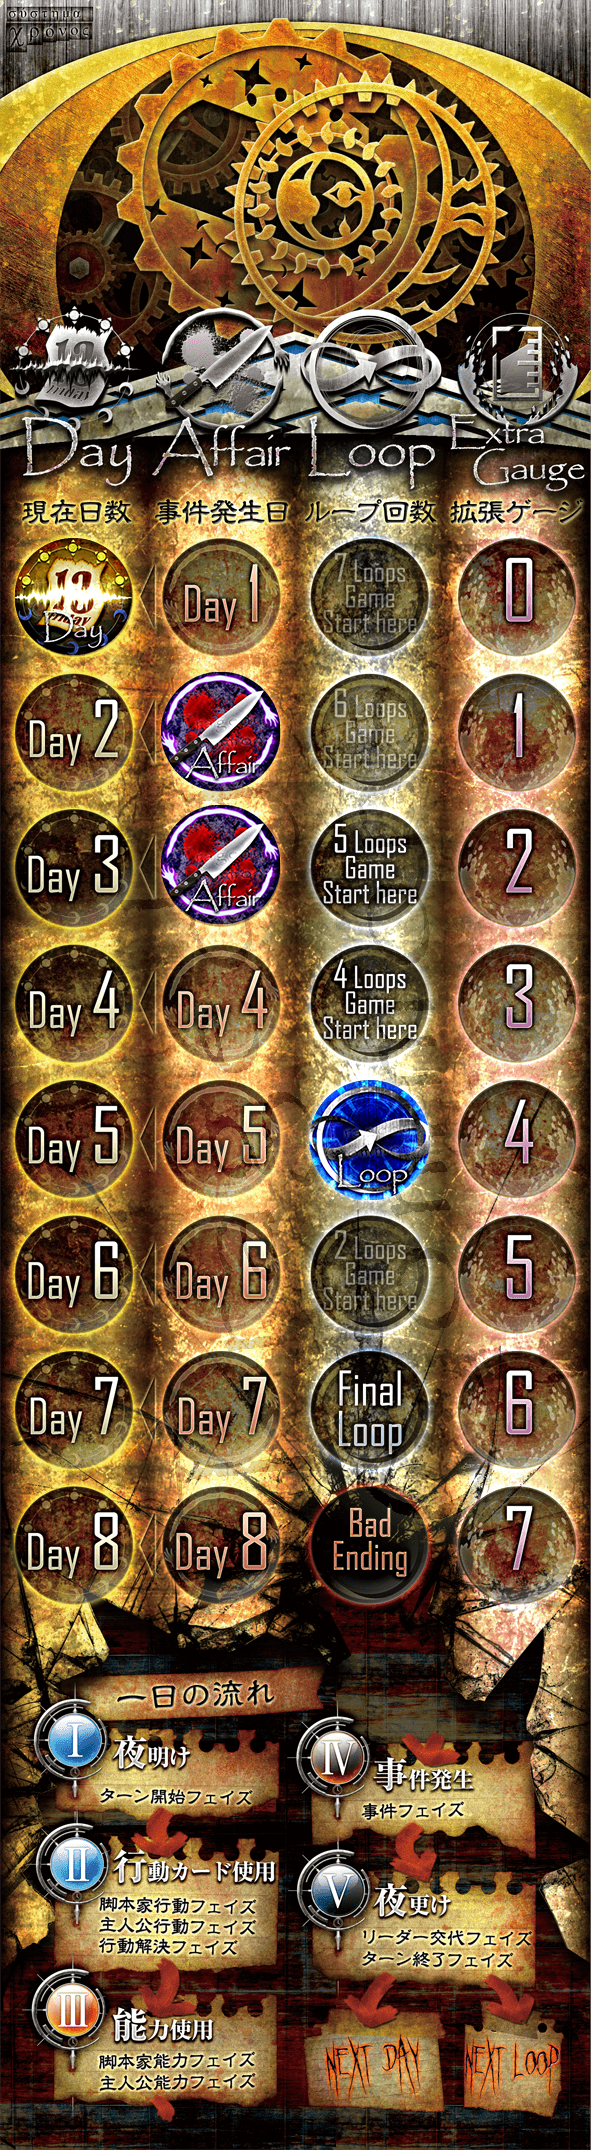 σύστημα
χρόνος
13
Day Affair Loop Extra
Gauge
現在日数 事件発生日 ループ回数 拡張ゲージ
13
Day
Day 1
7 Loops
Game
Start here
0
Day 2
Affair
6 Loops
Game
Start here
1
Day 3
Affair
5 Loops
Game
Start here
2
Day 4
Day 4
4 Loops
Game
Start here
3
Day 5
Day 5
Loop
4
Day 6
Day 6
2 Loops
Game
Start here
5
Day 7
Day 7
Final
Loop
6
Day 8
Day 8
Bad
Ending
7
一日の流れ
I 夜明け
ターン開始フェイズ
II 行動カード使用
脚本家行動フェイズ
主人公行動フェイズ
行動解決フェイズ
III 能力使用
脚本家能力フェイズ
主人公能力フェイズ
IV 事件発生
事件フェイズ
V 夜更け
リーダー交代フェイズ
ターン終了フェイズ
NEXT DAY
NEXT LOOP